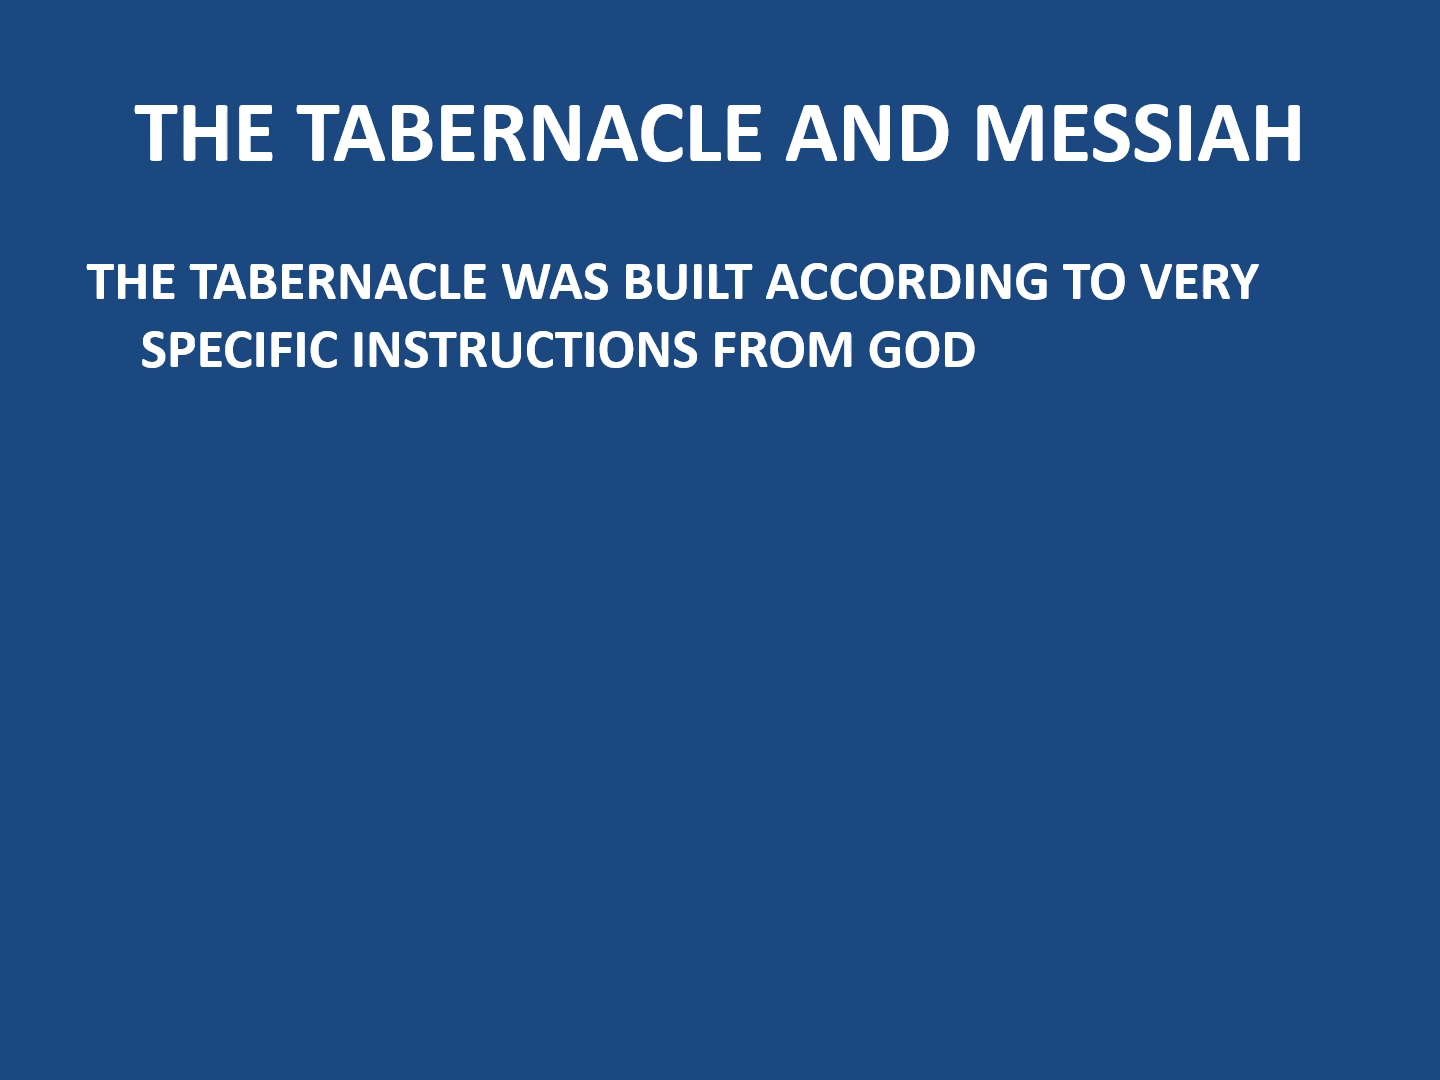 THE TABERNACLE AND MESSIAH
THE TABERNACLE WAS BUILT ACCORDING TO VERY
SPECIFIC INSTRUCTIONS FROM GOD